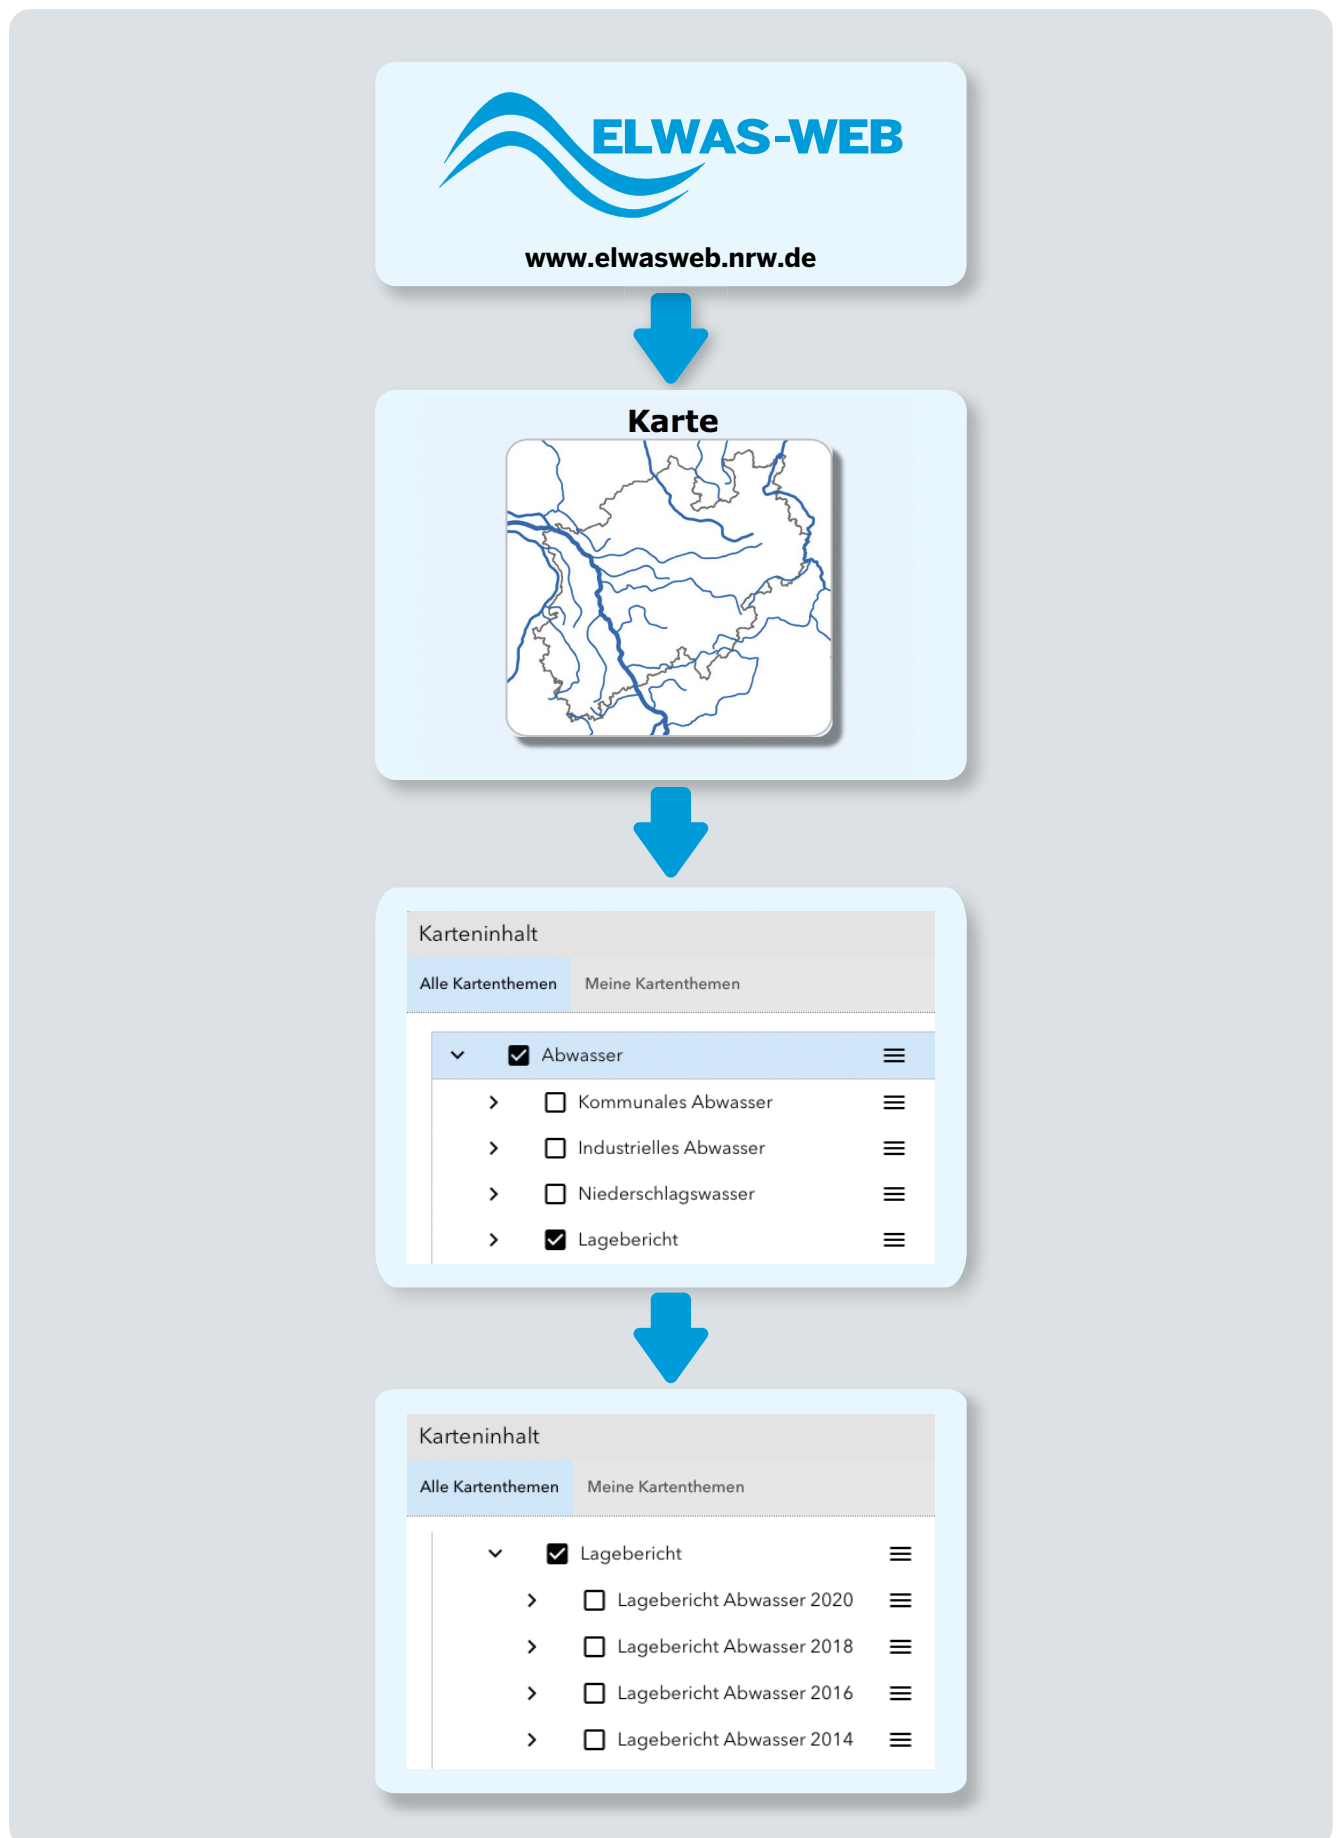 ELWAS-WEB
www.elwasweb.nrw.de
Karte
Karteninhalt
Alle Kartenthemen Meine Kartenthemen
Abwasser
Kommunales Abwasser
Industrielles Abwasser
Niederschlagswasser
Lagebericht
Karteninhalt
Alle Kartenthemen Meine Kartenthemen
Lagebericht
Lagebericht Abwasser 2020
Lagebericht Abwasser 2018
Lagebericht Abwasser 2016
Lagebericht Abwasser 2014